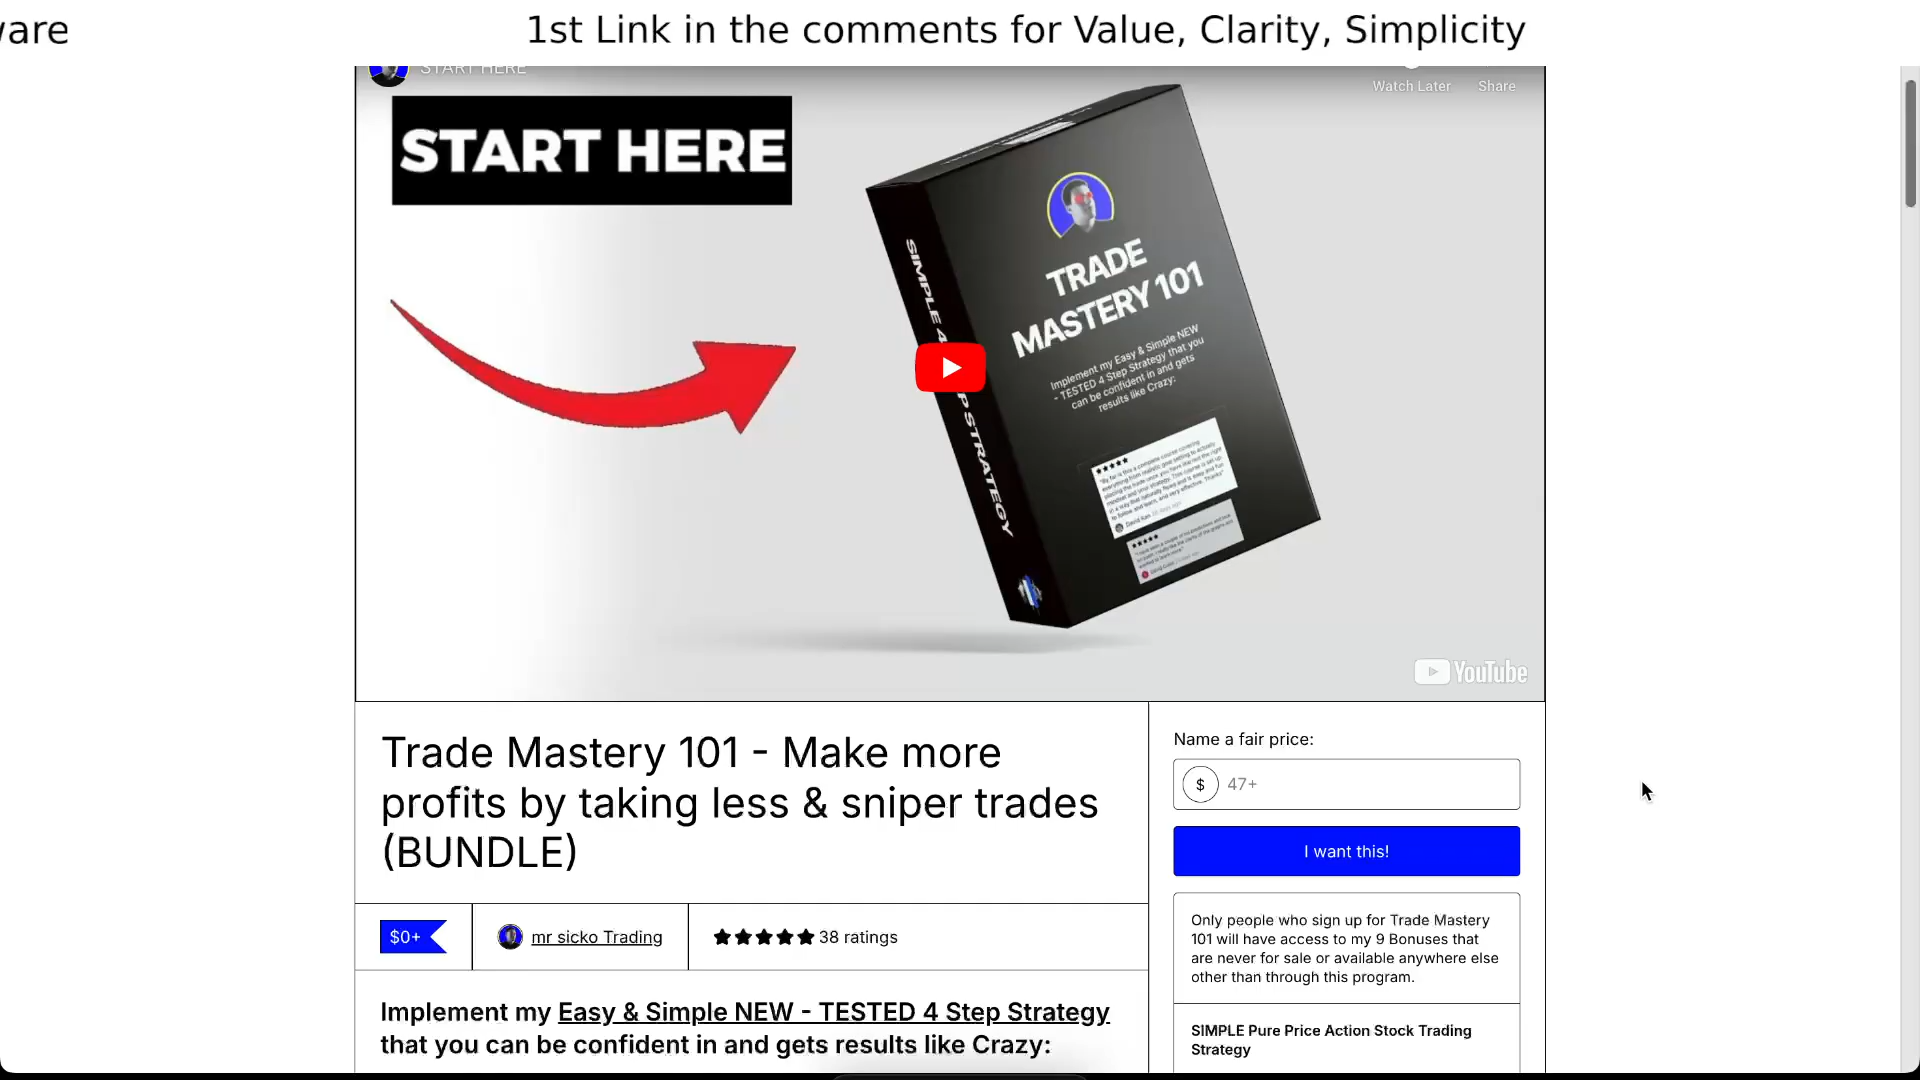 ware
1st Link in the comments for Value, Clarity, Simplicity
START HERE
Watch Later
Share
START HERE
TRADE
MASTERY 101
Implement my Easy & Simple NEW
- TESTED 4 Step Strategy that you
can be confident in and gets
results like Crazy:
SIMPLE 4
P STRATEGY
YouTube
Trade Mastery 101 - Make more
profits by taking less & sniper trades
(BUNDLE)
$0+
mr sicko Trading
38 ratings
Implement my Easy & Simple NEW - TESTED 4 Step Strategy
that you can be confident in and gets results like Crazy:
Name a fair price:
$ 47+
I want this!
Only people who sign up for Trade Mastery
101 will have access to my 9 Bonuses that
are never for sale or available anywhere else
other than through this program.
SIMPLE Pure Price Action Stock Trading
Strategy